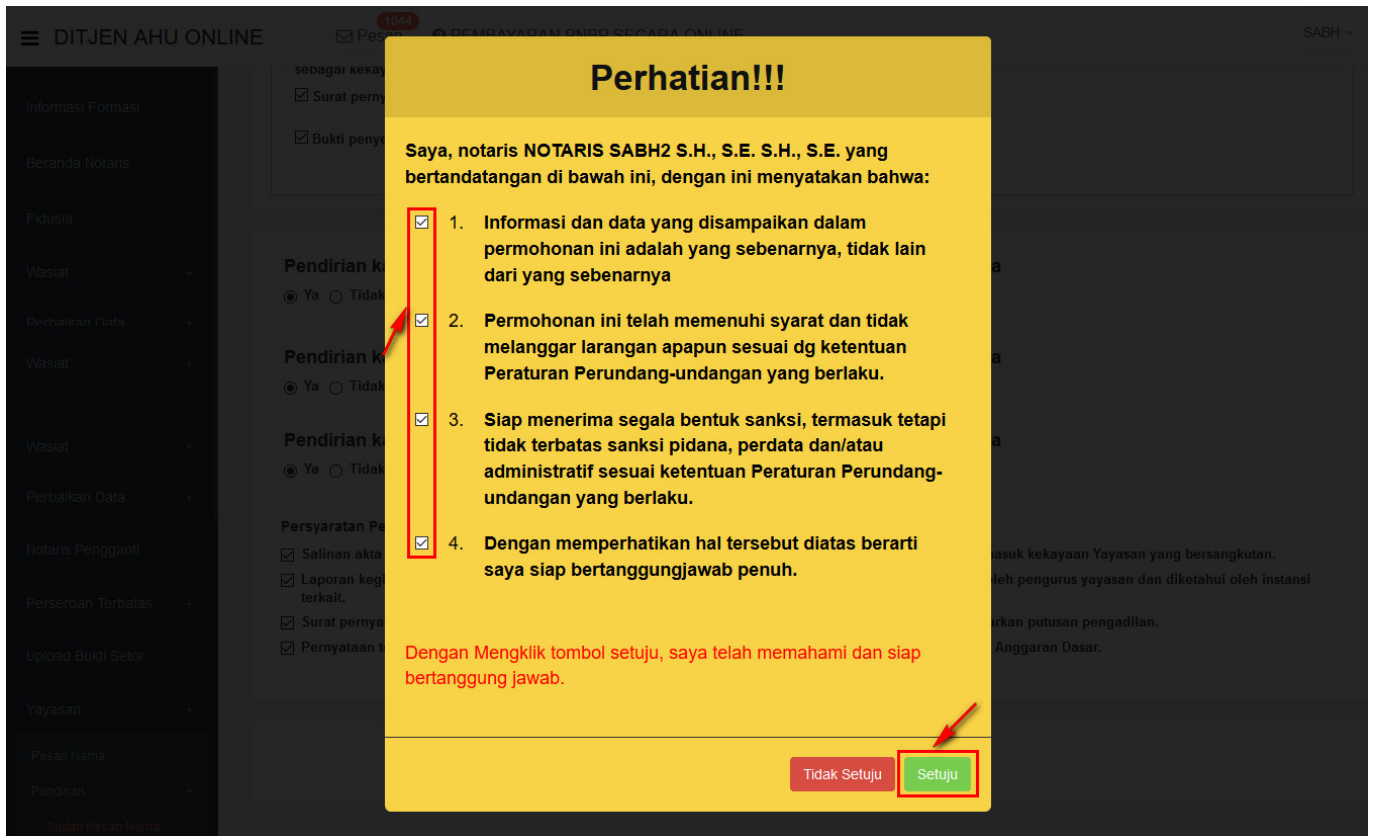 DITJEN AHU ONLINE
1044
PEMBAYARAN PNBP SECARA ONLINE
SABH
sebagai kekay
Surat perny
Bukti penye
Informasi Formasi
Beranda Notaris
Fidusia
Wasiat +
Perbaikan Data +
Wasiat +
Wasiat +
Perbaikan Data +
Notaris Pengganti
Perseroan Terbatas +
Upload Bukti Setor
Yayasan +
Pesan Nama
Pendirian +
Sudah Pesan Nama
Pendirian ka
a
Ya Tidak
Pendirian k
a
Ya Tidak
Pendirian ka
a
Ya Tidak
Persyaratan Pe
Salinan akta
asuk kekayaan Yayasan yang bersangkutan.
Laporan kegi
leh pengurus yayasan dan diketahui oleh instansi
terkait.
Surat pernya
rkan putusan pengadilan.
Pernyataan t
Anggaran Dasar.
Perhatian!!!
Saya, notaris NOTARIS SABH2 S.H., S.E. S.H., S.E. yang
bertandatangan di bawah ini, dengan ini menyatakan bahwa:
1. Informasi dan data yang disampaikan dalam
permohonan ini adalah yang sebenarnya, tidak lain
dari yang sebenarnya
2. Permohonan ini telah memenuhi syarat dan tidak
melanggar larangan apapun sesuai dg ketentuan
Peraturan Perundang-undangan yang berlaku.
3. Siap menerima segala bentuk sanksi, termasuk tetapi
tidak terbatas sanksi pidana, perdata dan/atau
administratif sesuai ketentuan Peraturan Perundang-
undangan yang berlaku.
4. Dengan memperhatikan hal tersebut diatas berarti
saya siap bertanggungjawab penuh.
Dengan Mengklik tombol setuju, saya telah memahami dan siap
bertanggung jawab.
Tidak Setuju
Setuju